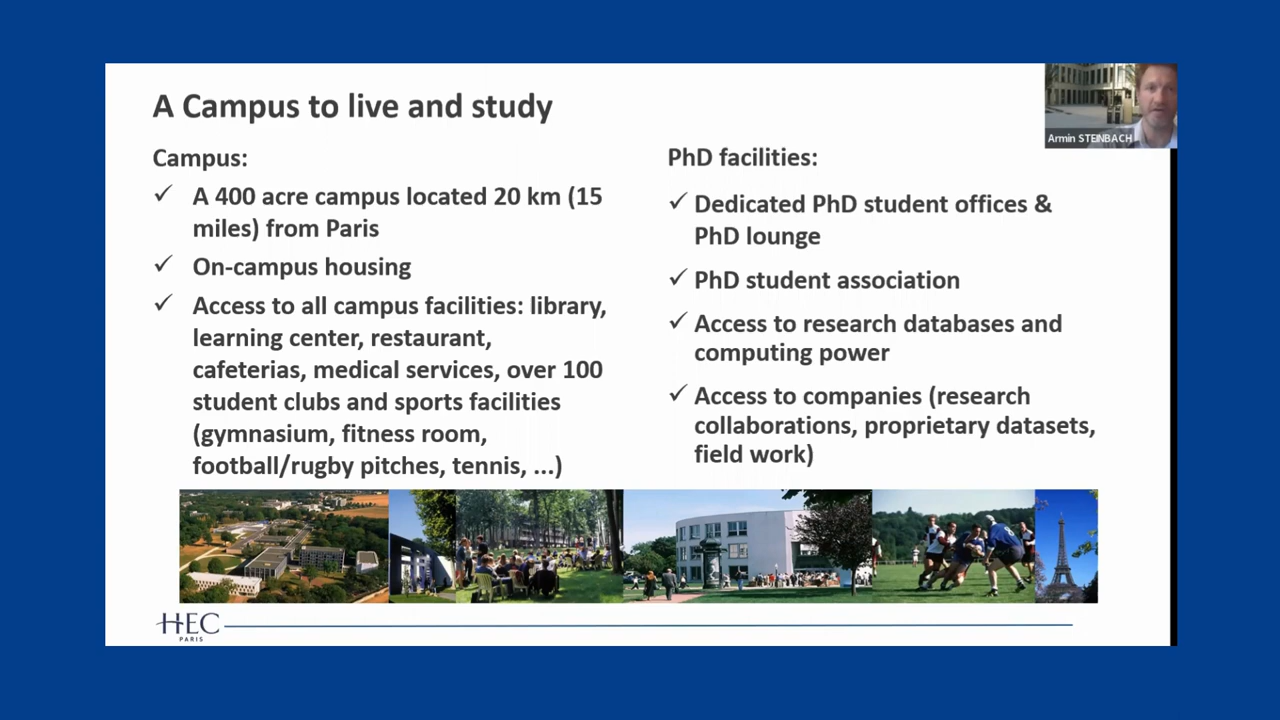 A Campus to live and study
Armin STEINBACH
Campus:
✓ A 400 acre campus located 20 km (15
miles) from Paris
✓ On-campus housing
✓ Access to all campus facilities: library,
learning center, restaurant,
cafeterias, medical services, over 100
student clubs and sports facilities
(gymnasium, fitness room,
football/rugby pitches, tennis, ...)
PhD facilities:
✓ Dedicated PhD student offices &
PhD lounge
✓ PhD student association
✓ Access to research databases and
computing power
✓ Access to companies (research
collaborations, proprietary datasets,
field work)
HEC
PARIS